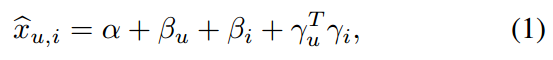 x̂_{u,i} = α + β_u + β_i + γ_u^T γ_i, (1)